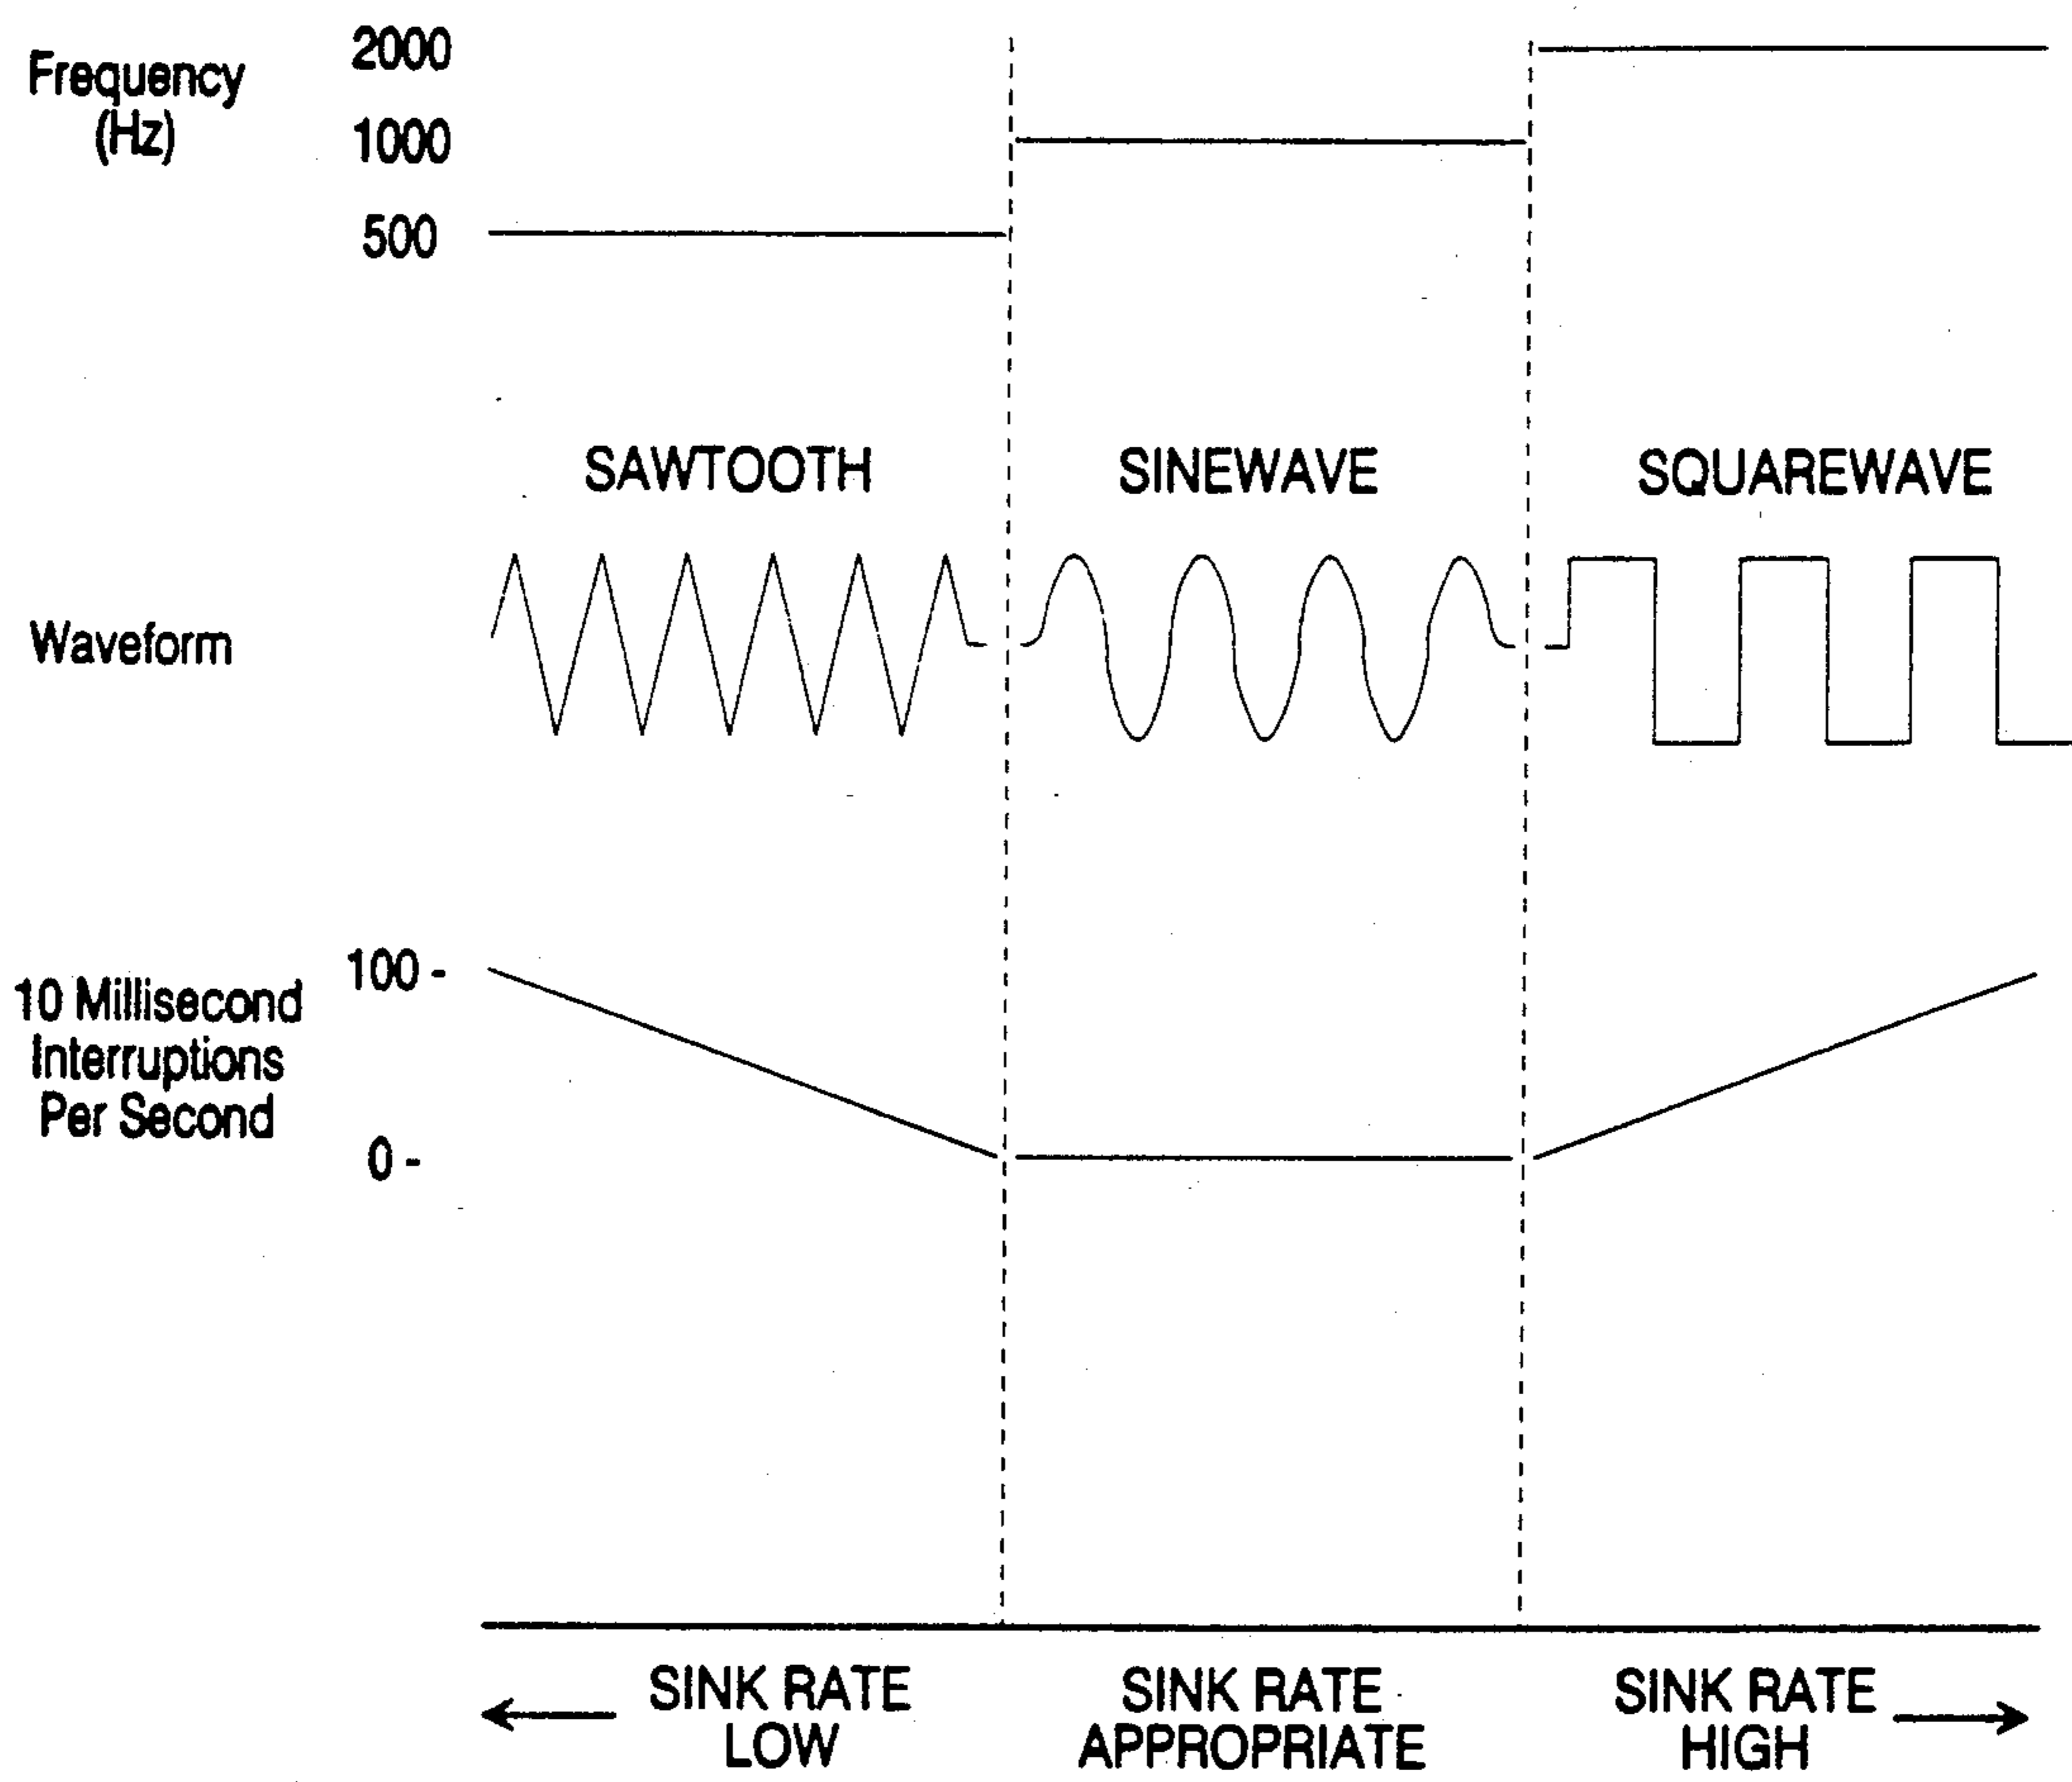 Frequency
(Hz)
2000
1000
500
SAWTOOTH
SINEWAVE
SQUAREWAVE
Waveform
10 Millisecond
Interruptions
Per Second
100 -
0 -
SINK RATE
LOW
SINK RATE
APPROPRIATE
SINK RATE
HIGH